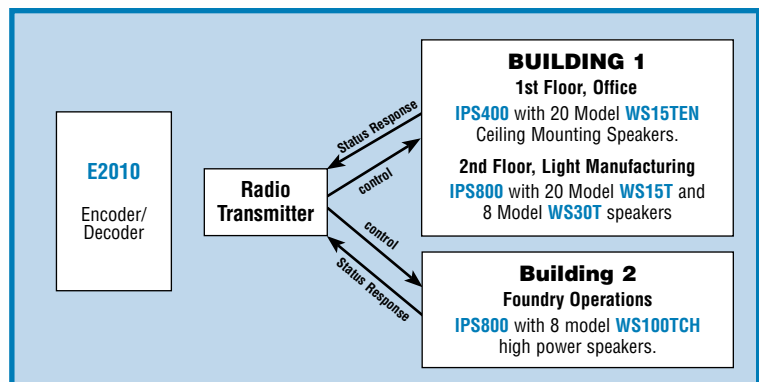 E2010
Encoder/
Decoder
Radio
Transmitter
Status Response
control
control
Status Response
BUILDING 1
1st Floor, Office
IPS400 with 20 Model WS15TEN
Ceiling Mounting Speakers.
2nd Floor, Light Manufacturing
IPS800 with 20 Model WS15T and
8 Model WS30T speakers
Building 2
Foundry Operations
IPS800 with 8 model WS100TCH
high power speakers.